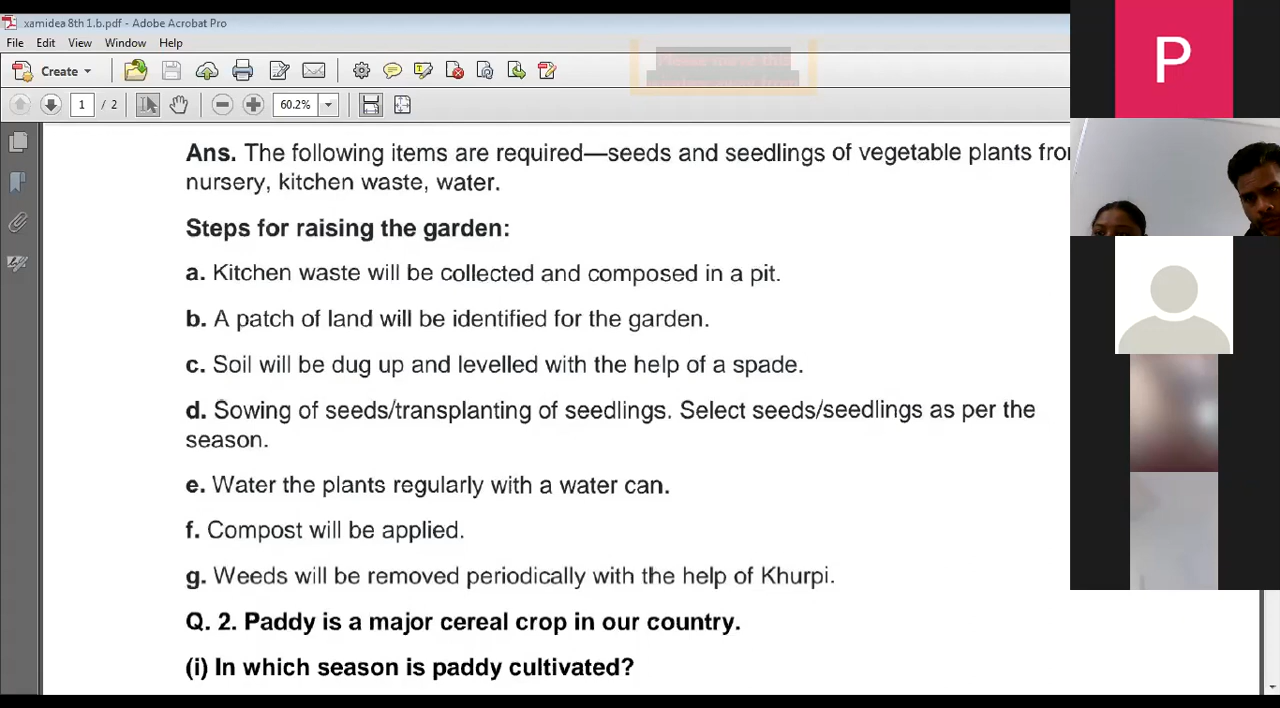 xamidea 8th 1.b.pdf - Adobe Acrobat Pro
File Edit View Window Help
Please move this
Create
1 / 2 60.2%
P
Ans. The following items are required—seeds and seedlings of vegetable plants from
nursery, kitchen waste, water.
Steps for raising the garden:
a. Kitchen waste will be collected and composed in a pit.
b. A patch of land will be identified for the garden.
c. Soil will be dug up and levelled with the help of a spade.
d. Sowing of seeds/transplanting of seedlings. Select seeds/seedlings as per the
season.
e. Water the plants regularly with a water can.
f. Compost will be applied.
g. Weeds will be removed periodically with the help of Khurpi.
Q. 2. Paddy is a major cereal crop in our country.
(i) In which season is paddy cultivated?